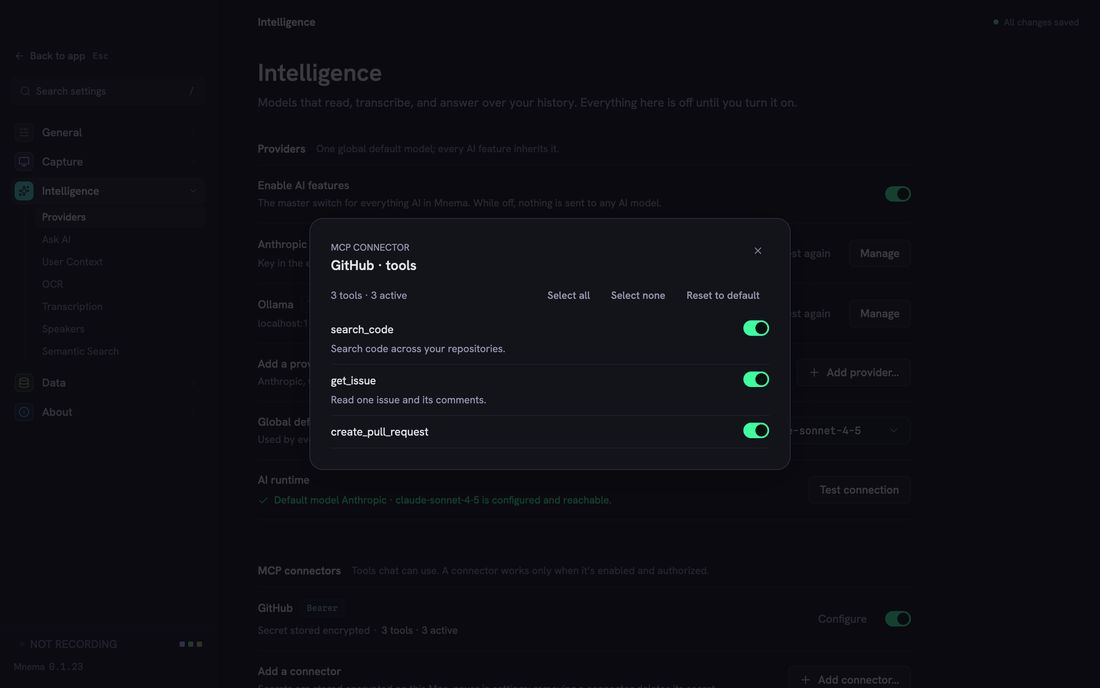 Intelligence
All changes saved
Back to app Esc
Search settings /
General
Capture
Intelligence
Providers
Ask AI
User Context
OCR
Transcription
Speakers
Semantic Search
Data
About
NOT RECORDING
Mnema 0.1.23
Intelligence
Models that read, transcribe, and answer over your history. Everything here is off until you turn it on.
Providers One global default model; every AI feature inherits it.
Enable AI features
The master switch for everything AI in Mnema. While off, nothing is sent to any AI model.
Anthropic
Key in the
again Manage
Ollama
again Manage
Add a
Anthropic,
+ Add provider...
Global
Used by
-sonnet-4-5
MCP CONNECTOR
GitHub · tools
3 tools · 3 active
Select all Select none Reset to default
search_code
Search code across your repositories.
get_issue
Read one issue and its comments.
create_pull_request
AI runtime
Default model Anthropic · claude-sonnet-4-5 is configured and reachable.
Test connection
MCP connectors Tools chat can use. A connector works only when it's enabled and authorized.
GitHub Bearer
Secret stored encrypted · 3 tools · 3 active
Configure
Add a connector
+ Add connector...